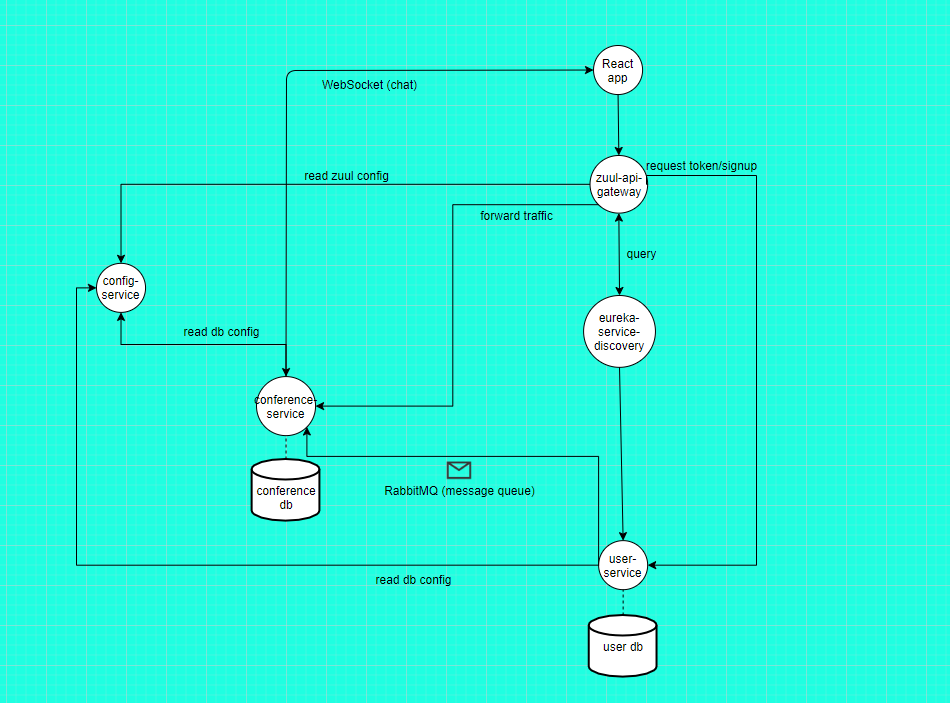 React
app
WebSocket (chat)
request token/signup
read zuul config
zuul-api-
gateway
forward traffic
query
config-
service
eureka-
service-
discovery
read db config
conference-
service
RabbitMQ (message queue)
conference
db
user-
service
read db config
user db